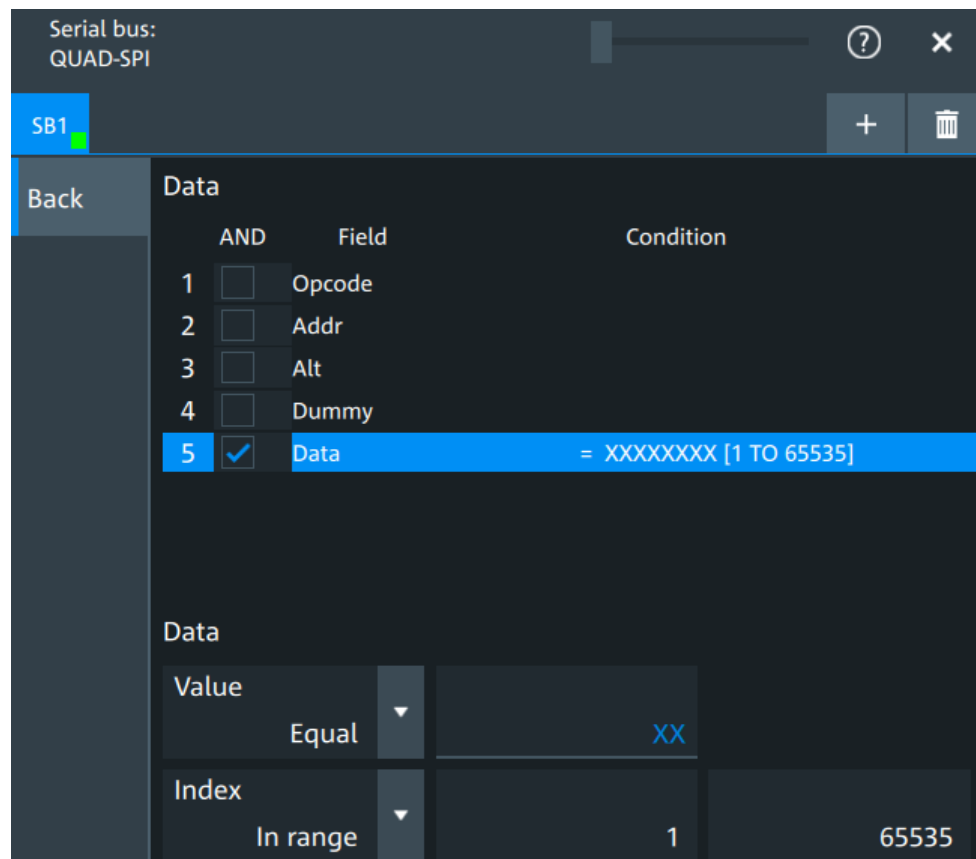 Serial bus:
QUAD-SPI
?
SB1
+
Back
Data
AND Field Condition
1 Opcode
2 Addr
3 Alt
4 Dummy
5 Data = XXXXXXXX [1 TO 65535]
Data
Value
Equal XX
Index
In range 1 65535